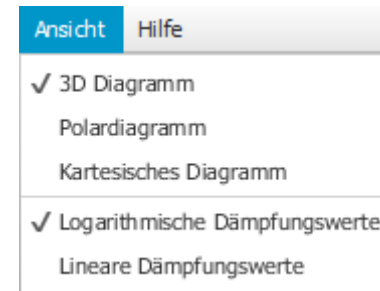 Ansicht Hilfe
✓ 3D Diagramm
Polardiagramm
Kartesisches Diagramm
✓ Logarithmische Dämpfungswerte
Lineare Dämpfungswerte